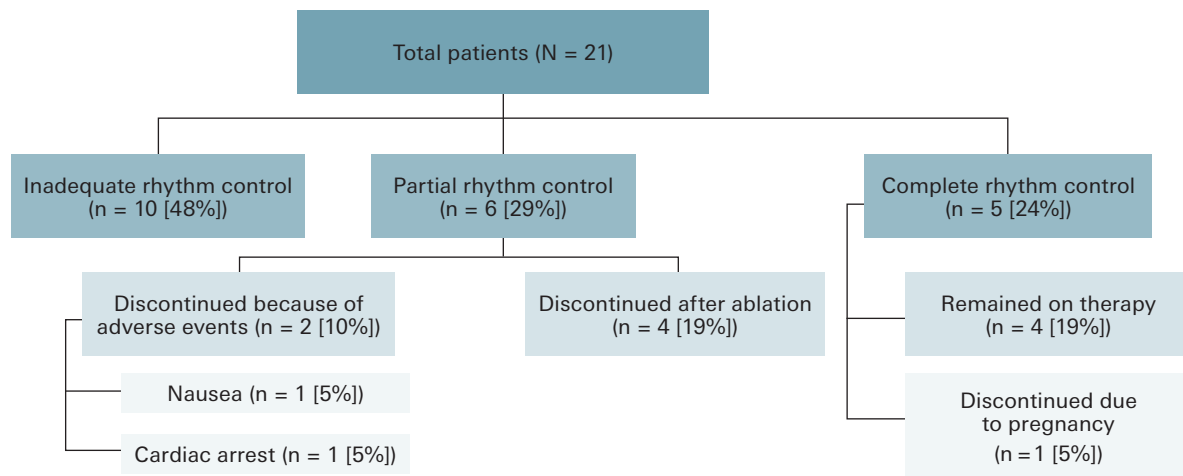 Total patients (N = 21)
Inadequate rhythm control
(n = 10 [48%])
Partial rhythm control
(n = 6 [29%])
Complete rhythm control
(n = 5 [24%])
Discontinued because of
adverse events (n = 2 [10%])
Discontinued after ablation
(n = 4 [19%])
Remained on therapy
(n = 4 [19%])
Nausea (n = 1 [5%])
Cardiac arrest (n = 1 [5%])
Discontinued due
to pregnancy
(n = 1 [5%])